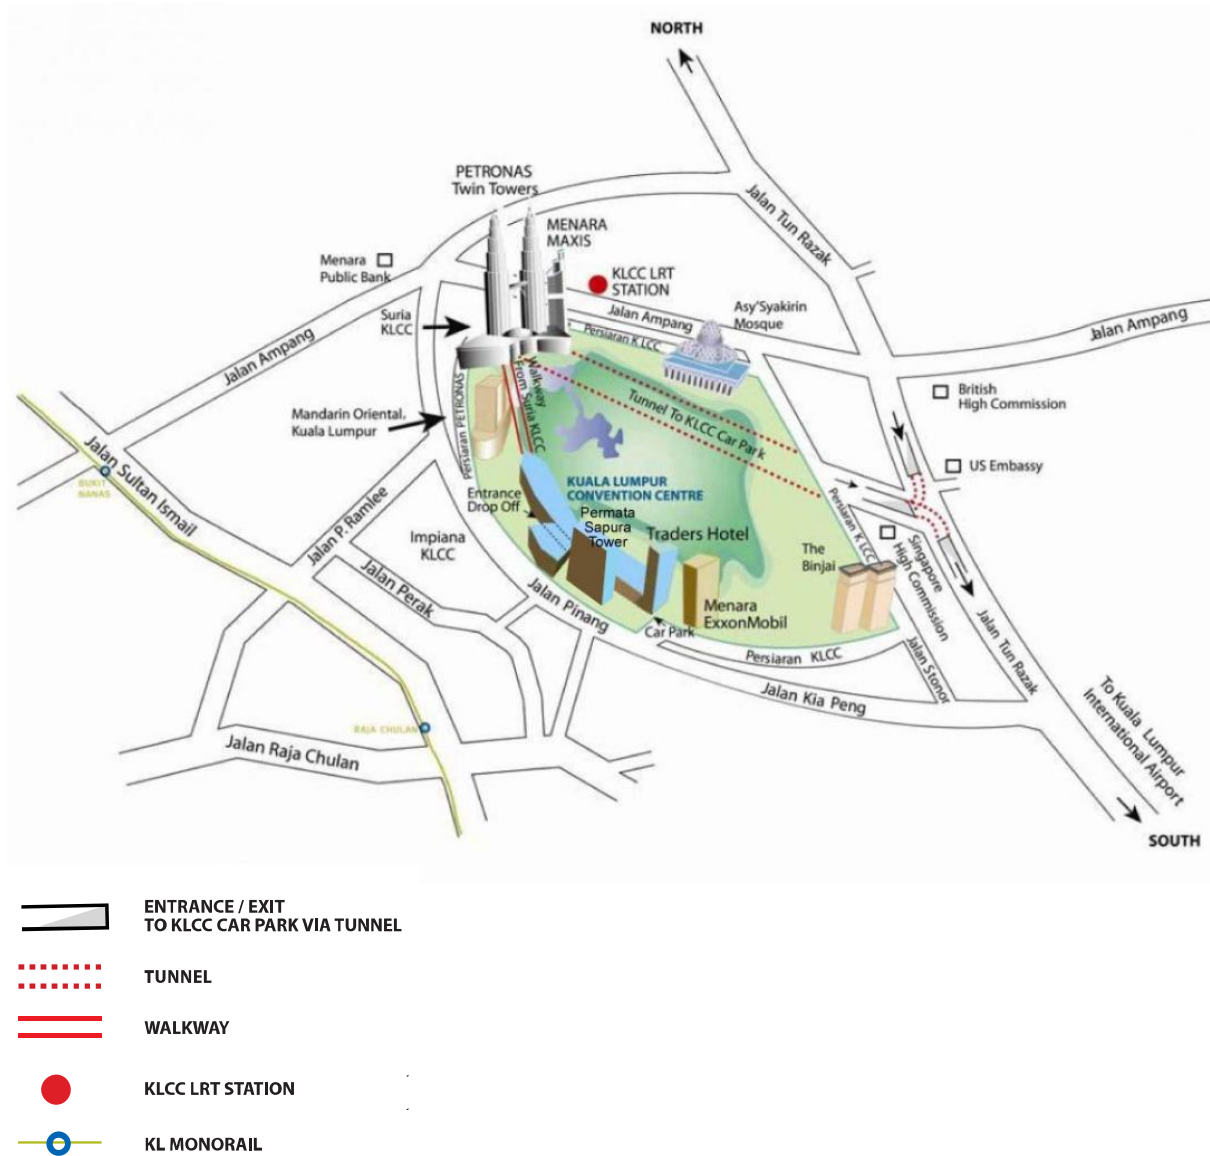 NORTH
PETRONAS
Twin Towers
MENARA
MAXIS
Jalan Tun Razak
Menara
Public Bank
KLCC LRT
STATION
Suria
KLCC
Jalan Ampang
Asy'Syakirin
Mosque
Persiaran K LCC
Jalan Ampang
Jalan Ampang
Walkway
From Suria KLCC
Persiaran PETRONAS
Tunnel To KLCC Car Park
British
High Commission
Mandarin Oriental,
Kuala Lumpur
Jalan Sultan Ismail
BUKIT
NANAS
US Embassy
KUALA LUMPUR
CONVENTION CENTRE
Entrance
Drop Off
Permata
Sapura
Tower
Traders Hotel
Persiaran K LCC
Jalan P. Ramlee
Impiana
KLCC
The
Binjai
Singapore
High Commission
Jalan Perak
Jalan Pinang
Menara
ExxonMobil
Car Park
Jalan Tun Razak
Persiaran KLCC
Jalan Stonor
Jalan Kia Peng
To Kuala Lumpur
International Airport
RAJA CHULAN
Jalan Raja Chulan
SOUTH
ENTRANCE / EXIT
TO KLCC CAR PARK VIA TUNNEL
TUNNEL
WALKWAY
KLCC LRT STATION
KL MONORAIL